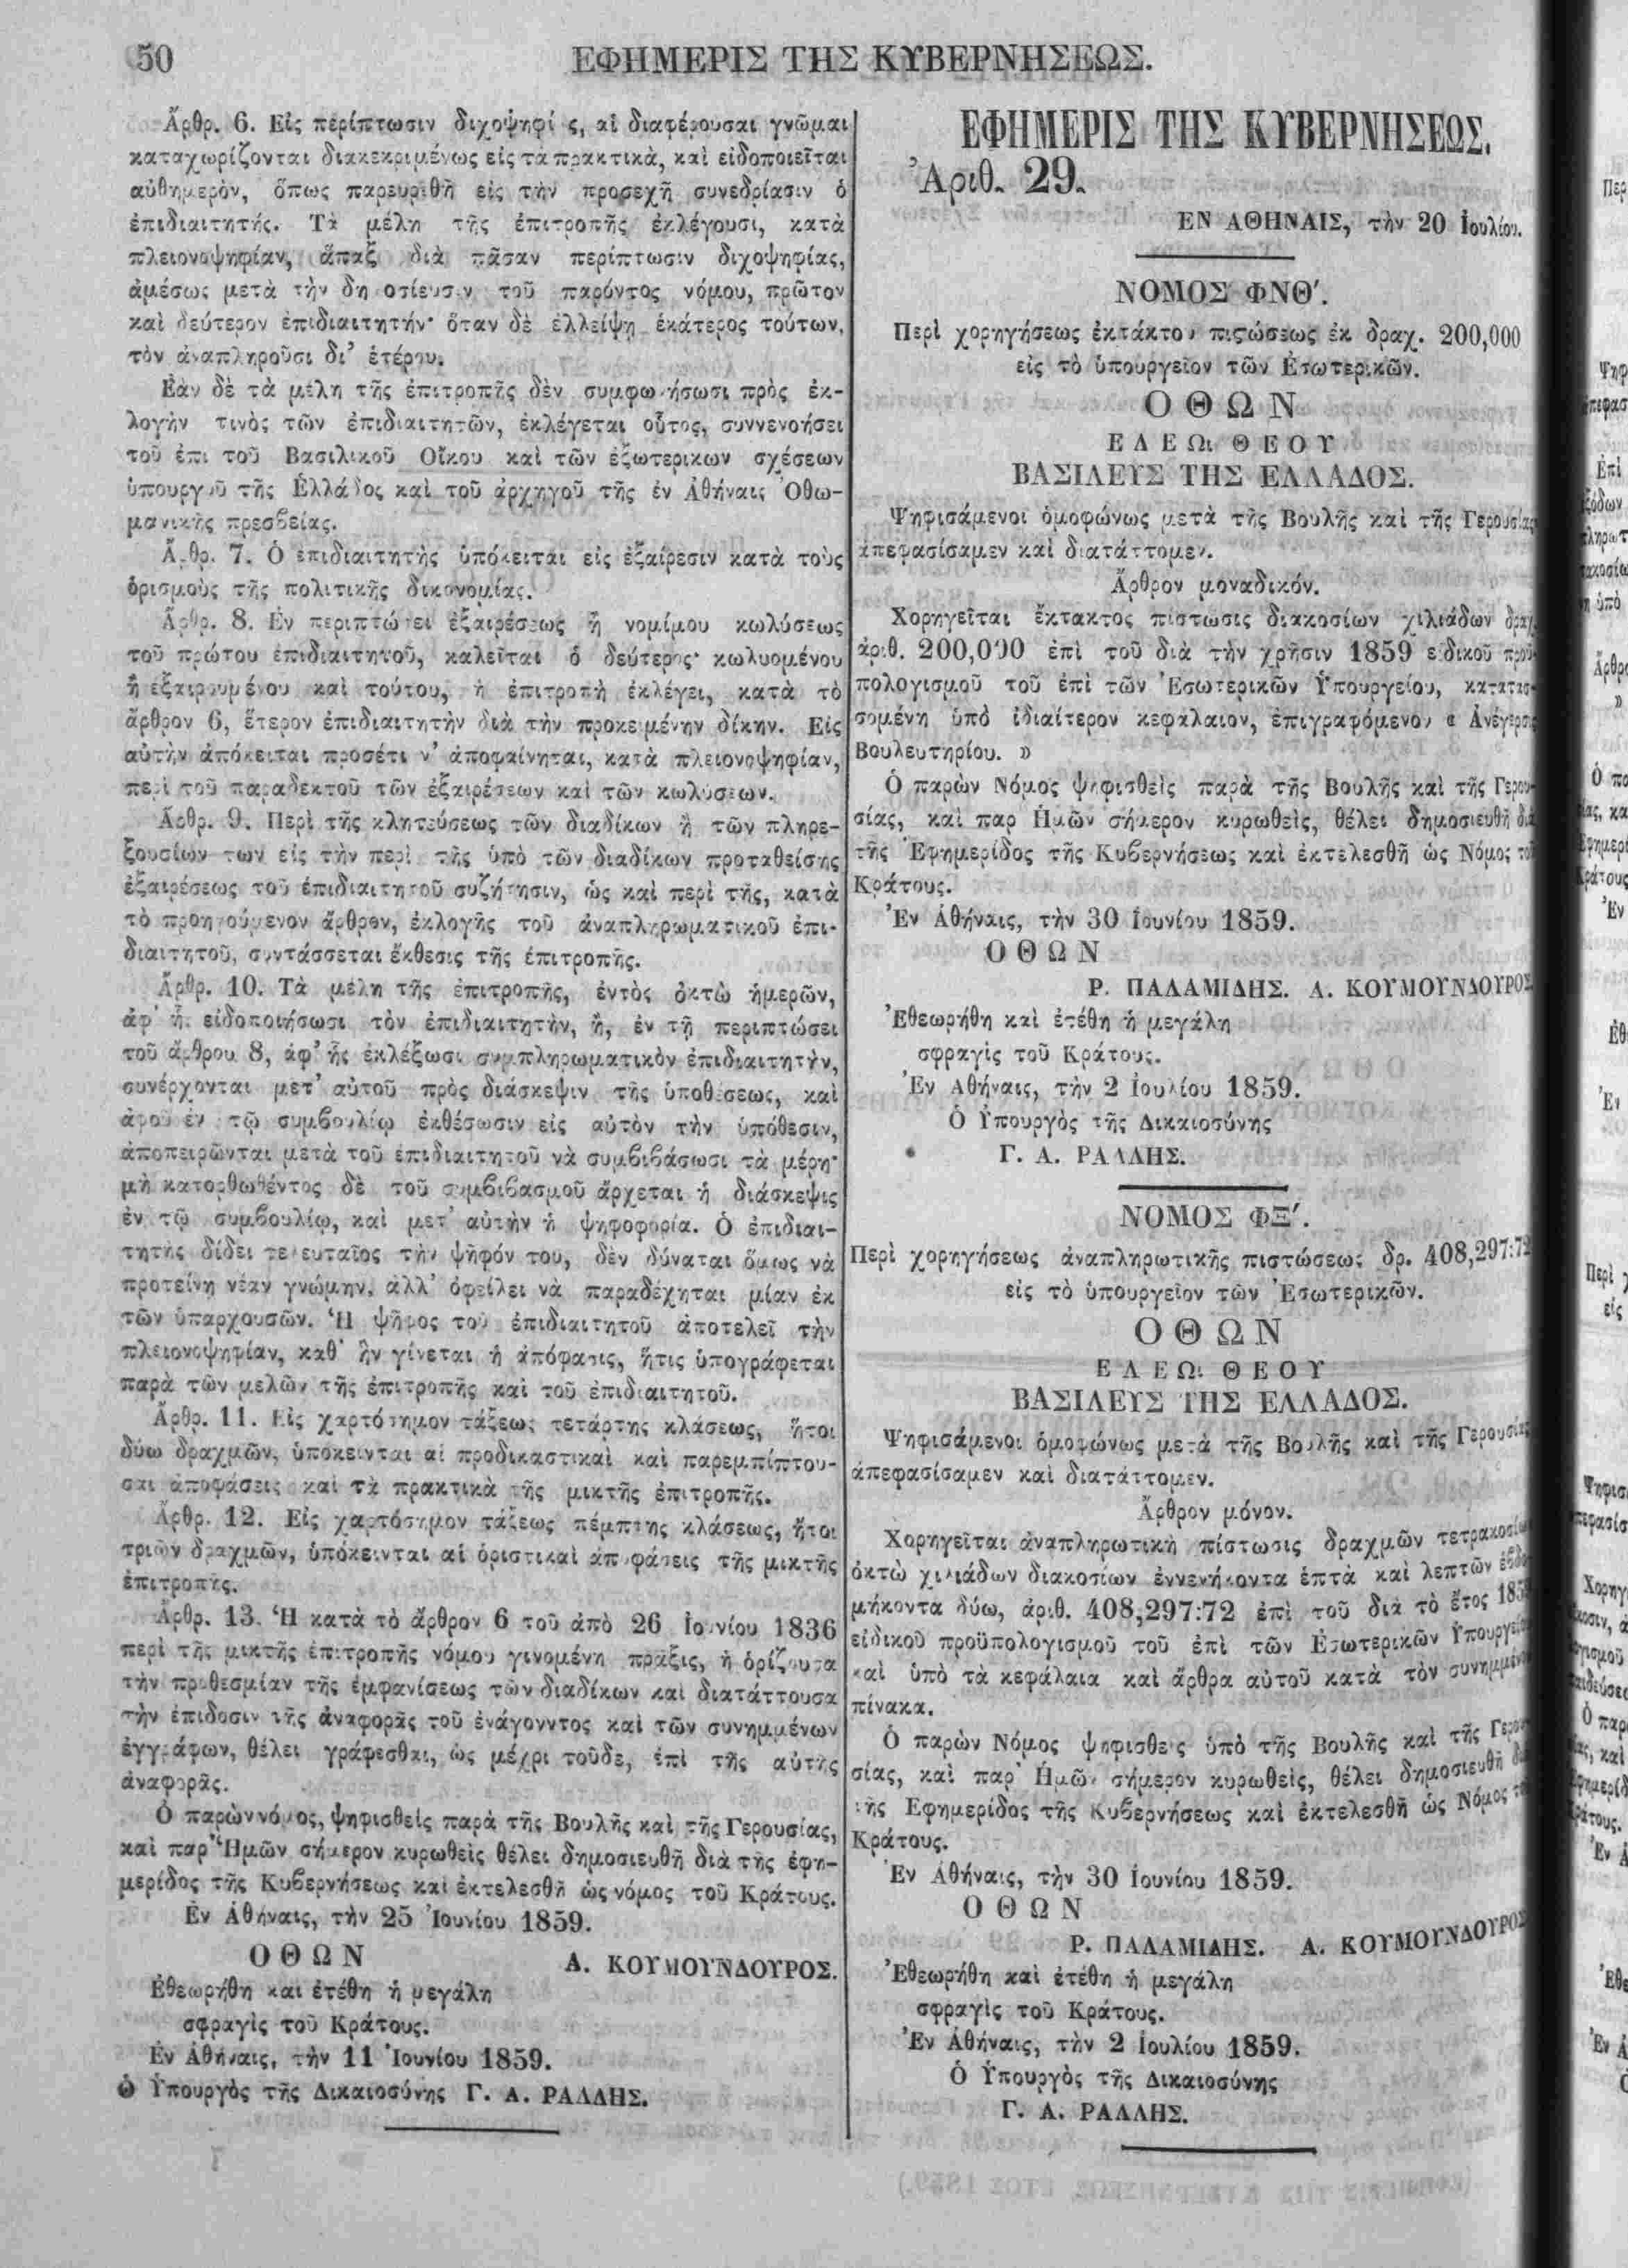 50
ΕΦΗΜΕΡΙΣ ΤΗΣ ΚΥΒΕΡΝΗΣΕΩΣ.
Ἄρθρ. 6. Εἰς περίπτωσιν διχοψηφί ς, αἱ διαφέρουσαι γνῶμαι
καταχωρίζονται διακεκριμένως εἰς τὰ πρακτικὰ, καὶ εἰδοποιεῖται
αὐθημερὸν, ὅπως παρευρεθῆ εἰς τὴν προσεχῆ συνεδρίασιν ὁ
ἐπιδιαιτητής. Τὰ μέλη τῆς ἐπιτροπῆς ἐκλέγουσι, κατὰ
πλειονοψηφίαν, ἅπαξ διὰ πᾶσαν περίπτωσιν διχοψηφίας,
ἀμέσως μετὰ τὴν δη οσίευσιν τοῦ παρόντος νόμου, πρῶτον
καὶ δεύτερον ἐπιδιαιτητήν· ὅταν δὲ ἐλλείψη ἑκάτερος τούτων,
τὸν ἀναπληροῦσι δι' ἑτέρου.
Ἐὰν δὲ τὰ μέλη τῆς ἐπιτροπῆς δὲν συμφωνήσωσι πρὸς ἐκ-
λογὴν τινὸς τῶν ἐπιδιαιτητῶν, ἐκλέγεται οὗτος, συννενοήσει
τοῦ ἐπὶ τοῦ Βασιλικοῦ Οἴκου καὶ τῶν ἐξωτερικων σχέσεων
ὑπουργοῦ τῆς Ἑλλάδος καὶ τοῦ ἀρχηγοῦ τῆς ἐν Ἀθήναις Ὀθω-
μανικῆς πρεσβείας.
Ἄρθρ. 7. Ὁ ἐπιδιαιτητὴς ὑπόκειται εἰς ἐξαίρεσιν κατὰ τοὺς
ὁρισμοὺς τῆς πολιτικῆς δικονομίας.
Ἄρθρ. 8. Ἐν περιπτώσει ἐξαιρέσεως ἢ νομίμου κωλύσεως
τοῦ πρώτου ἐπιδιαιτητοῦ, καλεῖται ὁ δεύτερος· κωλυομένου
ἢ ἐξαιρουμένου καὶ τούτου, ἡ ἐπιτροπὴ ἐκλέγει, κατὰ τὸ
ἄρθρον 6, ἕτερον ἐπιδιαιτητὴν διὰ τὴν προκειμένην δίκην. Εἰς
αὐτὴν ἀπόκειται προσέτι ν' ἀποφαίνηται, κατὰ πλειονοψηφίαν,
περὶ τοῦ παραδεκτοῦ τῶν ἐξαιρέσεων καὶ τῶν κωλύσεων.
Ἄρθρ. 9. Περὶ τῆς κλητεύσεως τῶν διαδίκων ἢ τῶν πληρε-
ξουσίων των εἰς τὴν περὶ τῆς ὑπὸ τῶν διαδίκων προταθείσης
ἐξαιρέσεως τοῦ ἐπιδιαιτητοῦ συζήτησιν, ὡς καὶ περὶ τῆς, κατὰ
τὸ προηγούμενον ἄρθρον, ἐκλογῆς τοῦ ἀναπληρωματικοῦ ἐπι-
διαιτητοῦ, συντάσσεται ἔκθεσις τῆς ἐπιτροπῆς.
Ἄρθρ. 10. Τὰ μέλη τῆς ἐπιτροπῆς, ἐντὸς ὀκτὼ ἡμερῶν,
ἀφ' ἧς εἰδοποιήσωσι τὸν ἐπιδιαιτητὴν, ἢ, ἐν τῇ περιπτώσει
τοῦ ἄρθρου 8, ἀφ' ἧς ἐκλέξωσι συμπληρωματικὸν ἐπιδιαιτητὴν,
συνέρχονται μετ' αὐτοῦ πρὸς διάσκεψιν τῆς ὑποθέσεως, καὶ
ἀφοῦ ἐν τῷ συμβουλίῳ ἐκθέσωσιν εἰς αὐτὸν τὴν ὑπόθεσιν,
ἀποπειρῶνται μετὰ τοῦ ἐπιδιαιτητοῦ νὰ συμβιβάσωσι τὰ μέρη·
μὴ κατορθωθέντος δὲ τοῦ συμβιβασμοῦ ἄρχεται ἡ διάσκεψις
ἐν τῷ συμβουλίῳ, καὶ μετ' αὐτὴν ἡ ψηφοφορία. Ὁ ἐπιδιαι-
τητὴς δίδει τελευταῖος τὴν ψῆφόν του, δὲν δύναται ὅμως νὰ
προτείνῃ νέαν γνώμην, ἀλλ' ὀφείλει νὰ παραδέχηται μίαν ἐκ
τῶν ὑπαρχουσῶν. Ἡ ψῆφος τοῦ ἐπιδιαιτητοῦ ἀποτελεῖ τὴν
πλειονοψηφίαν, καθ' ἣν γίνεται ἡ ἀπόφασις, ἥτις ὑπογράφεται
παρὰ τῶν μελῶν τῆς ἐπιτροπῆς καὶ τοῦ ἐπιδιαιτητοῦ.
Ἄρθρ. 11. Εἰς χαρτόσημον τάξεως τετάρτης κλάσεως, ἤτοι
δύω δραχμῶν, ὑπόκεινται αἱ προδικαστικαὶ καὶ παρεμπίπτου-
σαι ἀποφάσεις καὶ τὰ πρακτικὰ τῆς μικτῆς ἐπιτροπῆς.
Ἄρθρ. 12. Εἰς χαρτόσημον τάξεως πέμπτης κλάσεως, ἤτοι
τριῶν δραχμῶν, ὑπόκεινται αἱ ὁριστικαὶ ἀποφάσεις τῆς μικτῆς
ἐπιτροπῆς.
Ἄρθρ. 13. Ἡ κατὰ τὸ ἄρθρον 6 τοῦ ἀπὸ 26 Ἰουνίου 1836
περὶ τῆς μικτῆς ἐπιτροπῆς νόμου γινομένη πράξις, ἡ ὁρίζουσα
τὴν προθεσμίαν τῆς ἐμφανίσεως τῶν διαδίκων καὶ διατάττουσα
τὴν ἐπίδοσιν τῆς ἀναφορᾶς τοῦ ἐνάγονντος καὶ τῶν συνημμένων
ἐγγράφων, θέλει γράφεσθαι, ὡς μέχρι τοῦδε, ἐπὶ τῆς αὐτῆς
ἀναφορᾶς.
Ὁ παρὼν νόμος, ψηφισθεὶς παρὰ τῆς Βουλῆς καὶ τῆς Γερουσίας,
καὶ παρ' Ἡμῶν σήμερον κυρωθεὶς θέλει δημοσιευθῆ διὰ τῆς ἐφη-
μερίδος τῆς Κυβερνήσεως καὶ ἐκτελεσθῆ ὡς νόμος τοῦ Κράτους.
Ἐν Ἀθήναις, τὴν 25 Ἰουνίου 1859.
ΟΘΩΝ
Α. ΚΟΥΜΟΥΝΔΟΥΡΟΣ.
Ἐθεωρήθη και ἐτέθη ἡ μεγάλη
σφραγὶς τοῦ Κράτους.
Ἐν Ἀθήναις, τὴν 11 Ἰουνίου 1859.
Ὁ Ὑπουργὸς τῆς Δικαιοσύνης Γ. Α. ΡΑΛΛΗΣ.
ΕΦΗΜΕΡΙΣ ΤΗΣ ΚΥΒΕΡΝΗΣΕΩΣ.
Ἀριθ. 29.
ΕΝ ΑΘΗΝΑΙΣ, τὴν 20 Ἰουλίου.
ΝΟΜΟΣ ΦΝΘ'.
Περὶ χορηγήσεως ἐκτάκτου πιστώσεως ἐκ δραχ. 200,000
εἰς τὸ ὑπουργεῖον τῶν Ἐσωτερικῶν.
ΟΘΩΝ
ΕΛΕΩι ΘΕΟΥ
ΒΑΣΙΛΕΥΣ ΤΗΣ ΕΛΛΑΔΟΣ.
Ψηφισάμενοι ὁμοφώνως μετὰ τῆς Βουλῆς καὶ τῆς Γερουσίας
ἀπεφασίσαμεν καὶ διατάττομεν.
Ἄρθρον μοναδικόν.
Χορηγεῖται ἔκτακτος πίστωσις διακοσίων χιλιάδων δραχ.
ἀριθ. 200,000 ἐπὶ τοῦ διὰ τὴν χρῆσιν 1859 εἰδικοῦ προϋ-
πολογισμοῦ τοῦ ἐπὶ τῶν Ἐσωτερικῶν Ὑπουργείου, κατατασ-
σομένη ὑπὸ ἰδιαίτερον κεφάλαιον, ἐπιγραφόμενον « Ἀνέγερσις
Βουλευτηρίου. »
Ὁ παρὼν Νόμος ψηφισθεὶς παρὰ τῆς Βουλῆς καὶ τῆς Γερου-
σίας, καὶ παρ Ἡμῶν σήμερον κυρωθεὶς, θέλει δημοσιευθῆ διὰ
τῆς Ἐφημερίδος τῆς Κυβερνήσεως καὶ ἐκτελεσθῆ ὡς Νόμος τοῦ
Κράτους.
Ἐν Ἀθήναις, τὴν 30 Ἰουνίου 1859.
ΟΘΩΝ
Ρ. ΠΑΛΑΜΙΔΗΣ. Α. ΚΟΥΜΟΥΝΔΟΥΡΟΣ.
Ἐθεωρήθη καὶ ἐτέθη ἡ μεγάλη
σφραγὶς τοῦ Κράτους.
Ἐν Ἀθήναις, τὴν 2 Ἰουλίου 1859.
Ὁ Ὑπουργὸς τῆς Δικαιοσύνης
Γ. Α. ΡΑΛΛΗΣ.
ΝΟΜΟΣ ΦΞ'.
Περὶ χορηγήσεως ἀναπληρωτικῆς πιστώσεως δρ. 408,297:72
εἰς τὸ ὑπουργεῖον τῶν Ἐσωτερικῶν.
ΟΘΩΝ
ΕΛΕΩι ΘΕΟΥ
ΒΑΣΙΛΕΥΣ ΤΗΣ ΕΛΛΑΔΟΣ.
Ψηφισάμενοι ὁμοφώνως μετὰ τῆς Βουλῆς καὶ τῆς Γερουσίας
ἀπεφασίσαμεν καὶ διατάττομεν.
Ἄρθρον μόνον.
Χορηγεῖται ἀναπληρωτικὴ πίστωσις δραχμῶν τετρακοσίων
ὀκτὼ χιλιάδων διακοσίων ἐννενήκοντα ἑπτὰ καὶ λεπτῶν ἑβδο-
μήκοντα δύω, ἀριθ. 408,297:72 ἐπὶ τοῦ διὰ τὸ ἔτος 1859
εἰδικοῦ προϋπολογισμοῦ τοῦ ἐπὶ τῶν Ἐσωτερικῶν Ὑπουργείου
καὶ ὑπὸ τὰ κεφάλαια καὶ ἄρθρα αὐτοῦ κατὰ τὸν συνημμένον
πίνακα.
Ὁ παρὼν Νόμος ψηφισθεὶς ὑπὸ τῆς Βουλῆς καὶ τῆς Γερου-
σίας, καὶ παρ' Ἡμῶν σήμερον κυρωθεὶς, θέλει δημοσιευθῆ διὰ
τῆς Ἐφημερίδος τῆς Κυβερνήσεως καὶ ἐκτελεσθῆ ὡς Νόμος τοῦ
Κράτους.
Ἐν Ἀθήναις, τὴν 30 Ἰουνίου 1859.
ΟΘΩΝ
Ρ. ΠΑΛΑΜΙΔΗΣ. Α. ΚΟΥΜΟΥΝΔΟΥΡΟΣ
Ἐθεωρήθη καὶ ἐτέθη ἡ μεγάλη
σφραγὶς τοῦ Κράτους.
Ἐν Ἀθήναις, τὴν 2 Ἰουλίου 1859.
Ὁ Ὑπουργὸς τῆς Δικαιοσύνης
Γ. Α. ΡΑΛΛΗΣ.